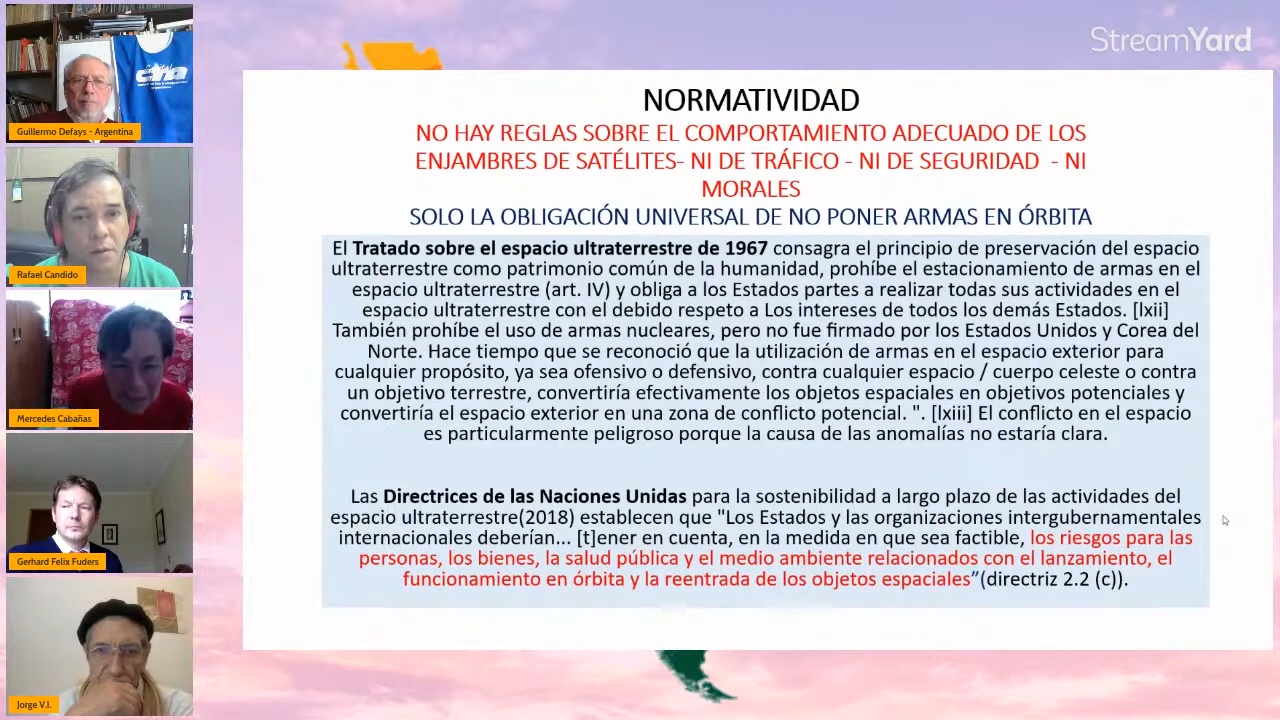 StreamYard
cta
Guillermo Defays - Argentina
Rafael Candido
Mercedes Cabañas
Gerhard Felix Fuders
Jorge V.I.
NORMATIVIDAD
NO HAY REGLAS SOBRE EL COMPORTAMIENTO ADECUADO DE LOS
ENJAMBRES DE SATÉLITES- NI DE TRÁFICO - NI DE SEGURIDAD - NI
MORALES
SOLO LA OBLIGACIÓN UNIVERSAL DE NO PONER ARMAS EN ÓRBITA
El Tratado sobre el espacio ultraterrestre de 1967 consagra el principio de preservación del espacio
ultraterrestre como patrimonio común de la humanidad, prohíbe el estacionamiento de armas en el
espacio ultraterrestre (art. IV) y obliga a los Estados partes a realizar todas sus actividades en el
espacio ultraterrestre con el debido respeto a Los intereses de todos los demás Estados. [lxii]
También prohíbe el uso de armas nucleares, pero no fue firmado por los Estados Unidos y Corea del
Norte. Hace tiempo que se reconoció que la utilización de armas en el espacio exterior para
cualquier propósito, ya sea ofensivo o defensivo, contra cualquier espacio / cuerpo celeste o contra
un objetivo terrestre, convertiría efectivamente los objetos espaciales en objetivos potenciales y
convertiría el espacio exterior en una zona de conflicto potencial. ". [lxiii] El conflicto en el espacio
es particularmente peligroso porque la causa de las anomalías no estaría clara.
Las Directrices de las Naciones Unidas para la sostenibilidad a largo plazo de las actividades del
espacio ultraterrestre(2018) establecen que "Los Estados y las organizaciones intergubernamentales
internacionales deberían... [t]ener en cuenta, en la medida en que sea factible, los riesgos para las
personas, los bienes, la salud pública y el medio ambiente relacionados con el lanzamiento, el
funcionamiento en órbita y la reentrada de los objetos espaciales”(directriz 2.2 (c)).